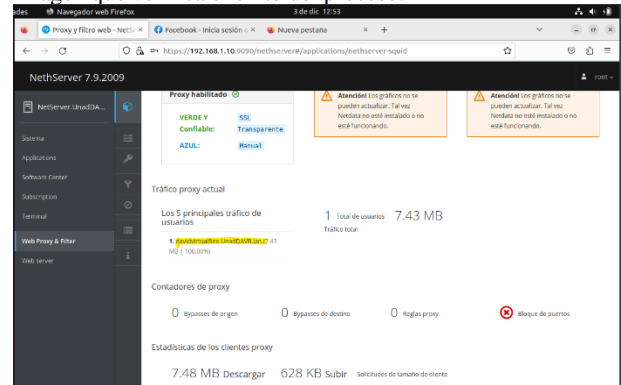 Navegador web Firefox
3 de dic 12:53
Proxy y filtro web - NethS
Facebook - Inicia sesión o
Nueva pestaña
https://192.168.1.10:9090/nethserver#/applications/nethserver-squid
NethServer 7.9.2009
root
NetServer.UnadDA...
Sistema
Applications
Software Center
Subscription
Terminal
Web Proxy & Filter
Web server
Proxy habilitado
VERDE Y SSL
Confiable: Transparente
AZUL: Manual
Atención! Los gráficos no se
pueden actualizar. Tal vez
Netdata no esté instalado o no
esté funcionando.
Atención! Los gráficos no se
pueden actualizar. Tal vez
Netdata no esté instalado o no
esté funcionando.
Tráfico proxy actual
Los 5 principales tráfico de
usuarios
1 Total de usuarios 7.43 MB
Tráfico total
1. (7.43
MB | 100.00%)
Contadores de proxy
0 Bypasses de origen
0 Bypasses de destino
0 Reglas proxy
Bloque de puertos
Estadísticas de los clientes proxy
7.48 MB Descargar 628 KB Subir Solicitudes de tamaño de cliente